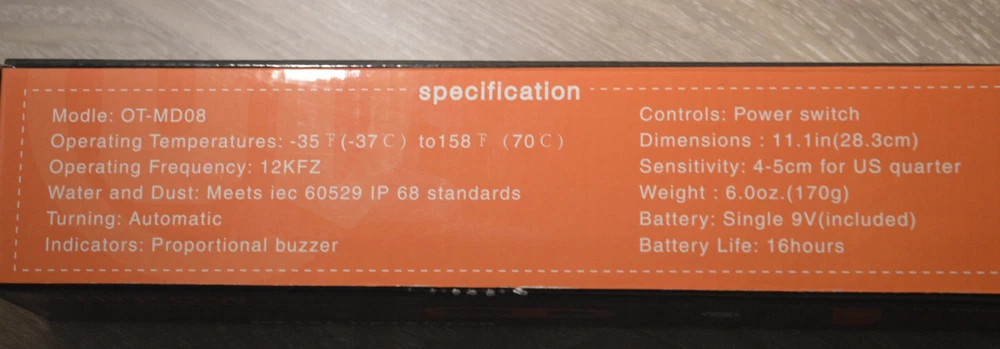 specification
Modle: OT-MD08
Operating Temperatures: -35℉(-37℃) to158℉ (70℃)
Operating Frequency: 12KFZ
Water and Dust: Meets iec 60529 IP 68 standards
Turning: Automatic
Indicators: Proportional buzzer
Controls: Power switch
Dimensions : 11.1in(28.3cm)
Sensitivity: 4-5cm for US quarter
Weight : 6.0oz.(170g)
Battery: Single 9V(included)
Battery Life: 16hours